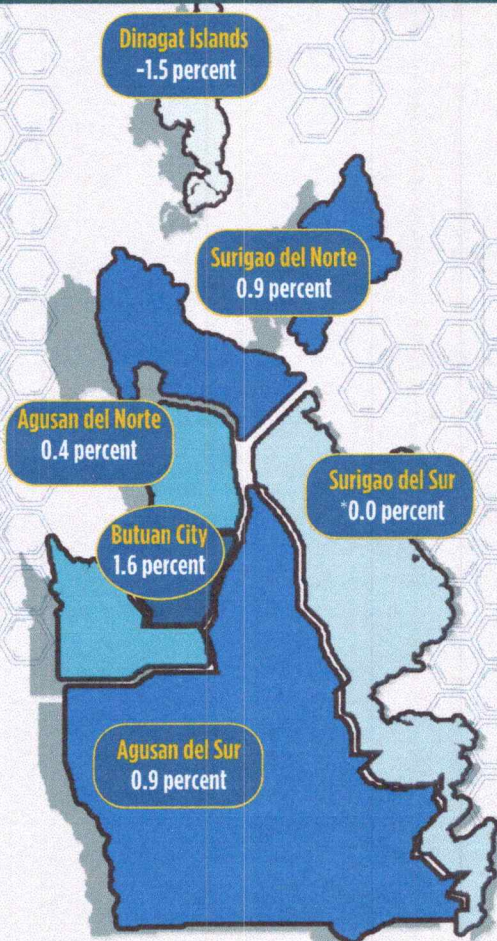 Dinagat Islands
-1.5 percent
Surigao del Norte
0.9 percent
Agusan del Norte
0.4 percent
Surigao del Sur
*0.0 percent
Butuan City
1.6 percent
Agusan del Sur
0.9 percent